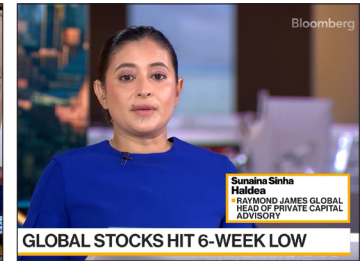 Bloomberg
Sunaina Sinha
Haldea
RAYMOND JAMES GLOBAL
HEAD OF PRIVATE CAPITAL
ADVISORY
GLOBAL STOCKS HIT 6-WEEK LOW